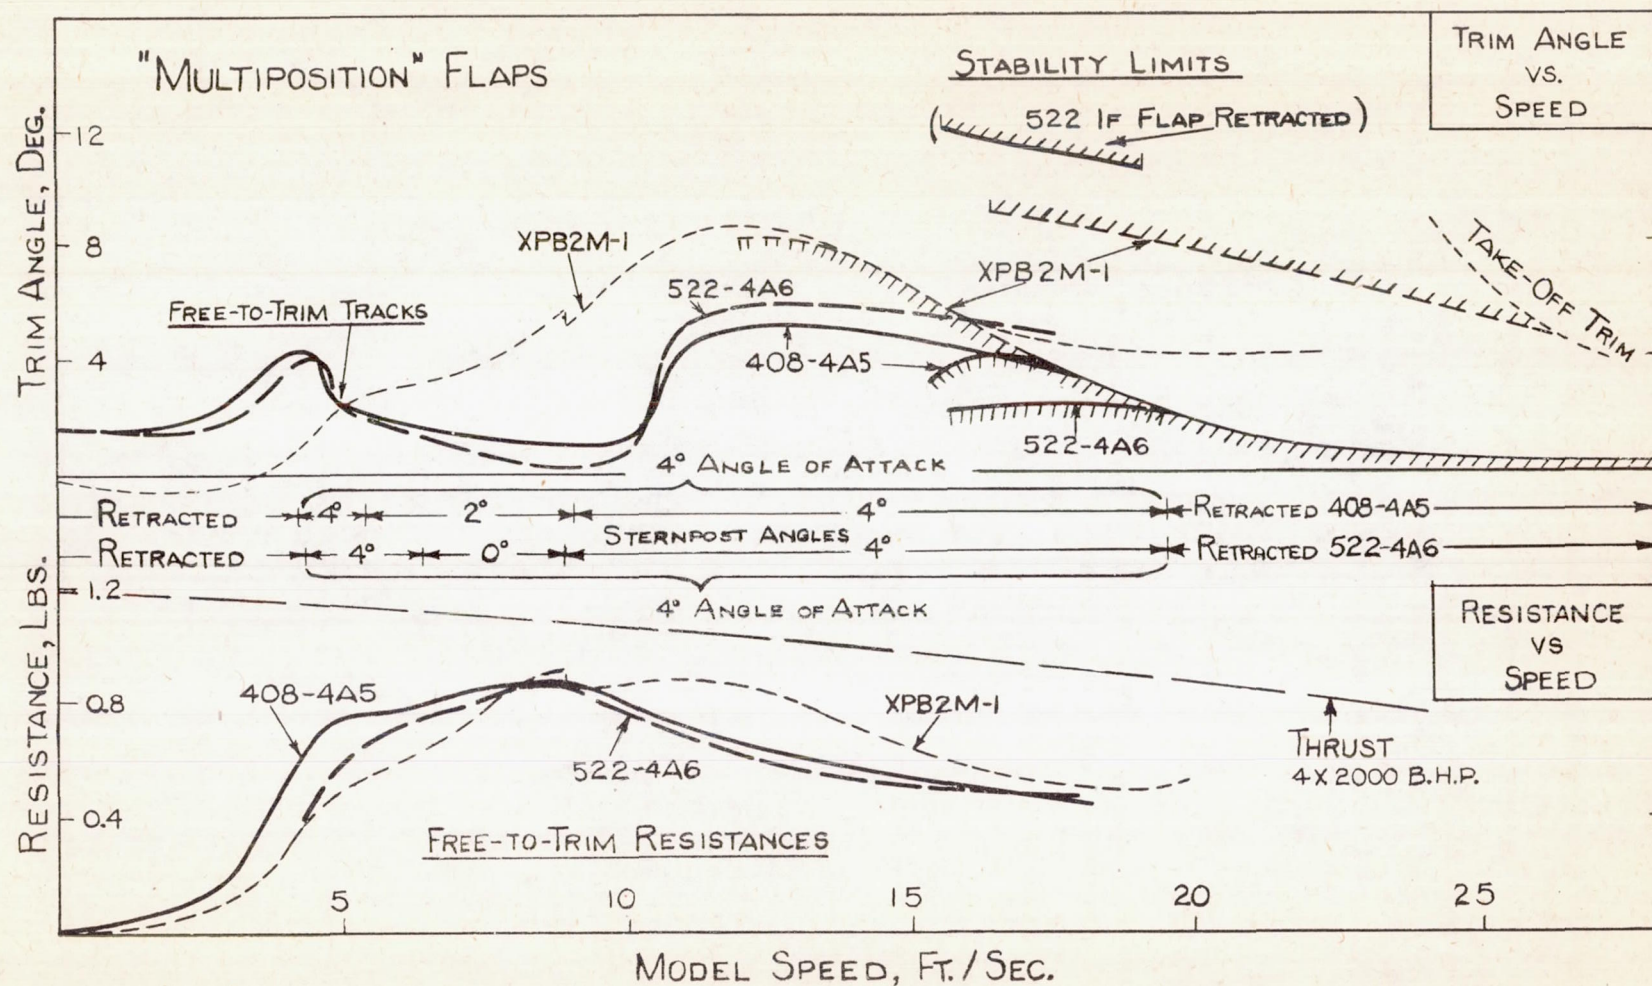 "MULTIPOSITION" FLAPS
STABILITY LIMITS
(522 IF FLAP RETRACTED)
TRIM ANGLE
VS.
SPEED
TRIM ANGLE, DEG.
12
8
4
XPB2M-1
FREE-TO-TRIM TRACKS
522-4A6
408-4A5
XPB2M-1
TAKE-OFF TRIM
522-4A6
4° ANGLE OF ATTACK
RETRACTED 4° 2° 4° RETRACTED 408-4A5
STERNPOST ANGLES
RETRACTED 4° 0° 4° RETRACTED 522-4A6
4° ANGLE OF ATTACK
RESISTANCE
VS
SPEED
RESISTANCE, LBS.
1.2
0.8
0.4
408-4A5
522-4A6
XPB2M-1
THRUST
4 X 2000 B.H.P.
FREE-TO-TRIM RESISTANCES
5 10 15 20 25
MODEL SPEED, FT./SEC.